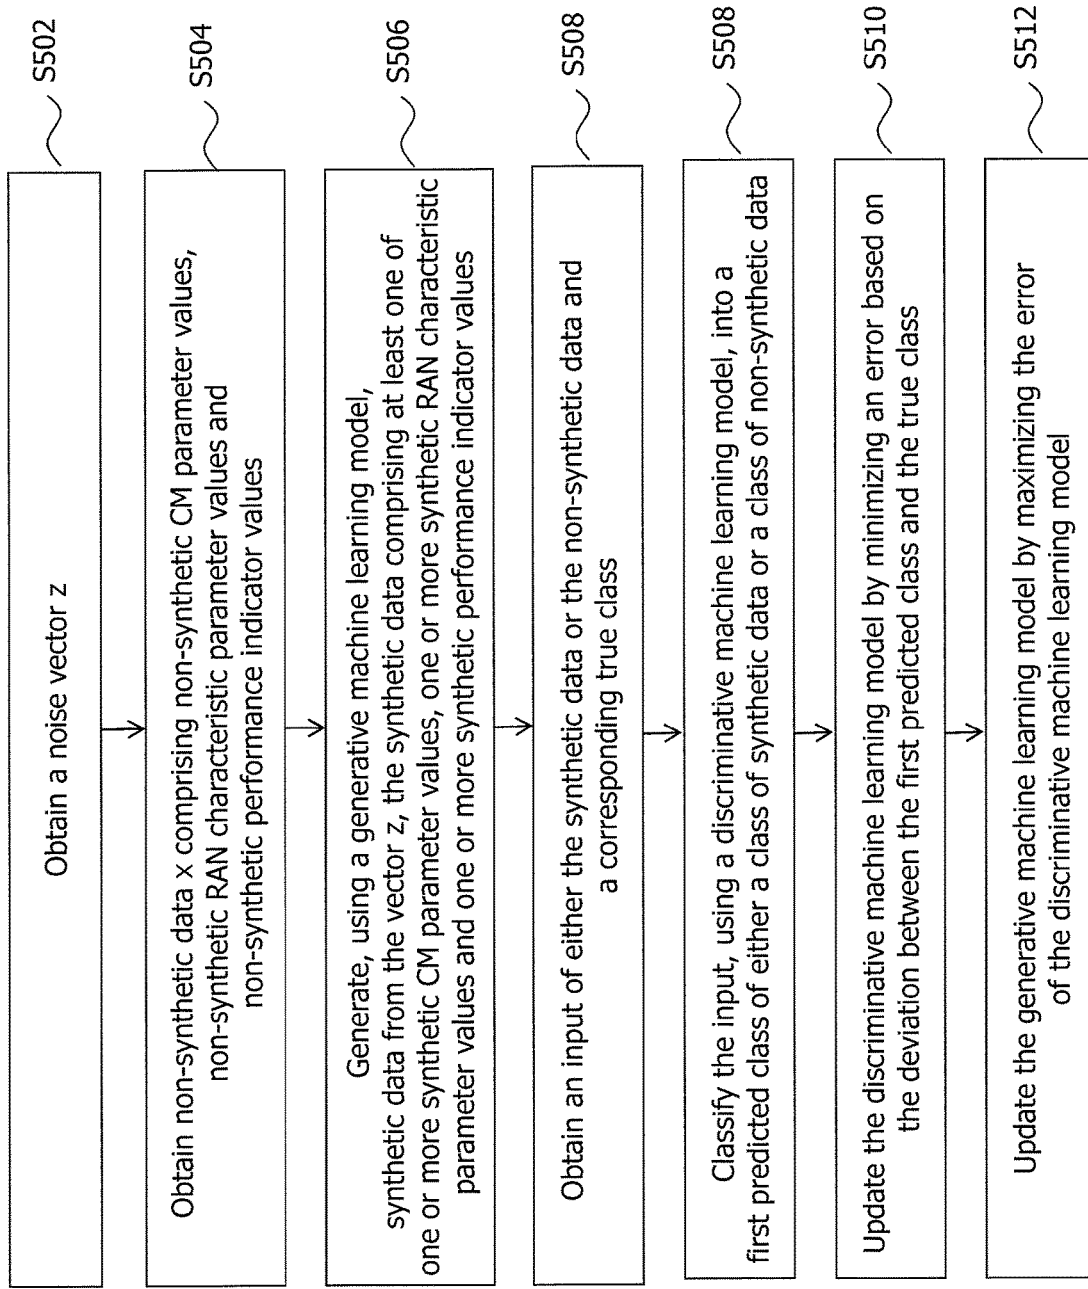 Obtain a noise vector z
S502
Obtain non-synthetic data x comprising non-synthetic CM parameter values,
non-synthetic RAN characteristic parameter values and
non-synthetic performance indicator values
S504
Generate, using a generative machine learning model,
synthetic data from the vector z, the synthetic data comprising at least one of
one or more synthetic CM parameter values, one or more synthetic RAN characteristic
parameter values and one or more synthetic performance indicator values
S506
Obtain an input of either the synthetic data or the non-synthetic data and
a corresponding true class
S508
Classify the input, using a discriminative machine learning model, into a
first predicted class of either a class of synthetic data or a class of non-synthetic data
S508
Update the discriminative machine learning model by minimizing an error based on
the deviation between the first predicted class and the true class
S510
Update the generative machine learning model by maximizing the error
of the discriminative machine learning model
S512